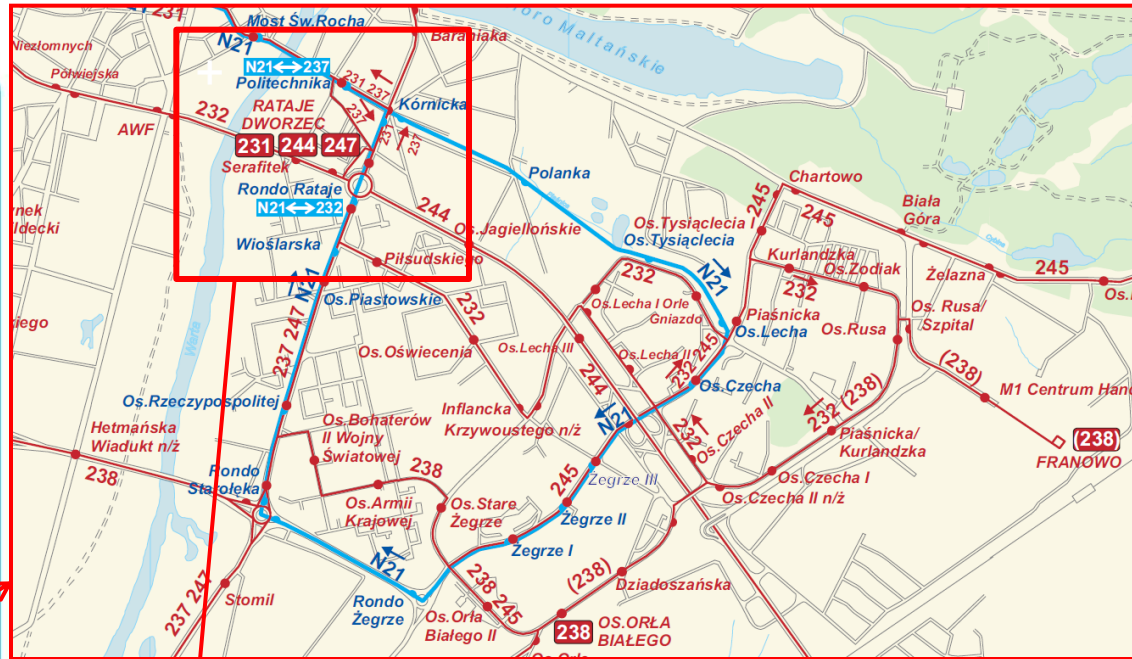 231
N21
Most Św.Rocha
Baraniaka
Niezłomnych
Półwiejska
AWF
232
N21↔237
Politechnika
231 237
Kórnicka
RATAJE
DWORZEC
231 244 247
237
231
237
Serafitek
Rondo Rataje
N21↔232
Wioślarska
244
Os.Jagiellońskie
Piłsudskiego
Polanka
Os.Tysiąclecia I
Os.Tysiąclecia
245
Chartowo
245
Biała
Góra
Żelazna
245
Kurlandzka
Os.Zodiak
232
Os. Rusa/
Szpital
Os.Rusa
Piaśnicka
Os.Lecha
N21
232
Os.Lecha I Orle
Gniazdo
Os.Lecha II
Os.Lecha III
232 245
Os.Czecha
244
N21
Os.Piastowskie
232
Os.Oświecenia
237 247
Warta
Os.Rzeczypospolitej
Inflancka
Krzywoustego n/ż
232
Os.Czecha II
232 (238)
Piaśnicka/
Kurlandzka
M1 Centrum Hand
(238)
(238)
FRANOWO
Os.Czecha I
Os.Czecha II n/ż
Hetmańska
Wiadukt n/ż
238
Rondo
Starołęka
Os.Bohaterów
II Wojny
Światowej
238
Os.Armii
Krajowej
Os.Stare
Żegrze
245
Żegrze III
Żegrze II
Żegrze I
N21
Rondo
Żegrze
238 245
Os.Orła
Białego II
(238)
Dziadoszańska
238
OS.ORŁA
BIAŁEGO
Stomil
237 247